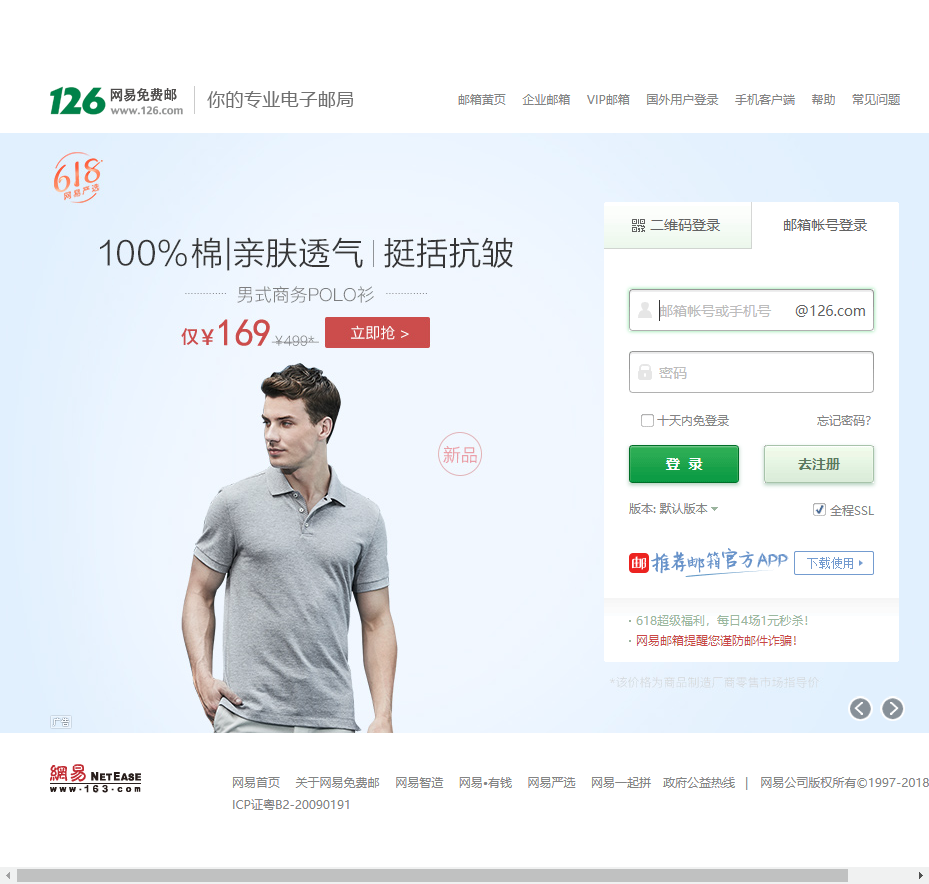 126 网易免费邮 www.126.com 你的专业电子邮局
邮箱黄页 企业邮箱 VIP邮箱 国外用户登录 手机客户端 帮助 常见问题
618
网易严选
100%棉|亲肤透气|挺括抗皱
男式商务POLO衫
仅¥169 ¥499* 立即抢 >
新品
广告
二维码登录 邮箱帐号登录
邮箱帐号或手机号 @126.com
密码
十天内免登录 忘记密码?
登 录 去注册
版本: 默认版本 全程SSL
邮 推荐邮箱官方APP 下载使用
· 618超级福利，每日4场1元秒杀!
· 网易邮箱提醒您谨防邮件诈骗!
*该价格为商品制造厂商零售市场指导价
網易 NETEASE
www.163.com
网易首页 关于网易免费邮 网易智造 网易•有钱 网易严选 网易一起拼 政府公益热线 | 网易公司版权所有©1997-2018
ICP证粤B2-20090191